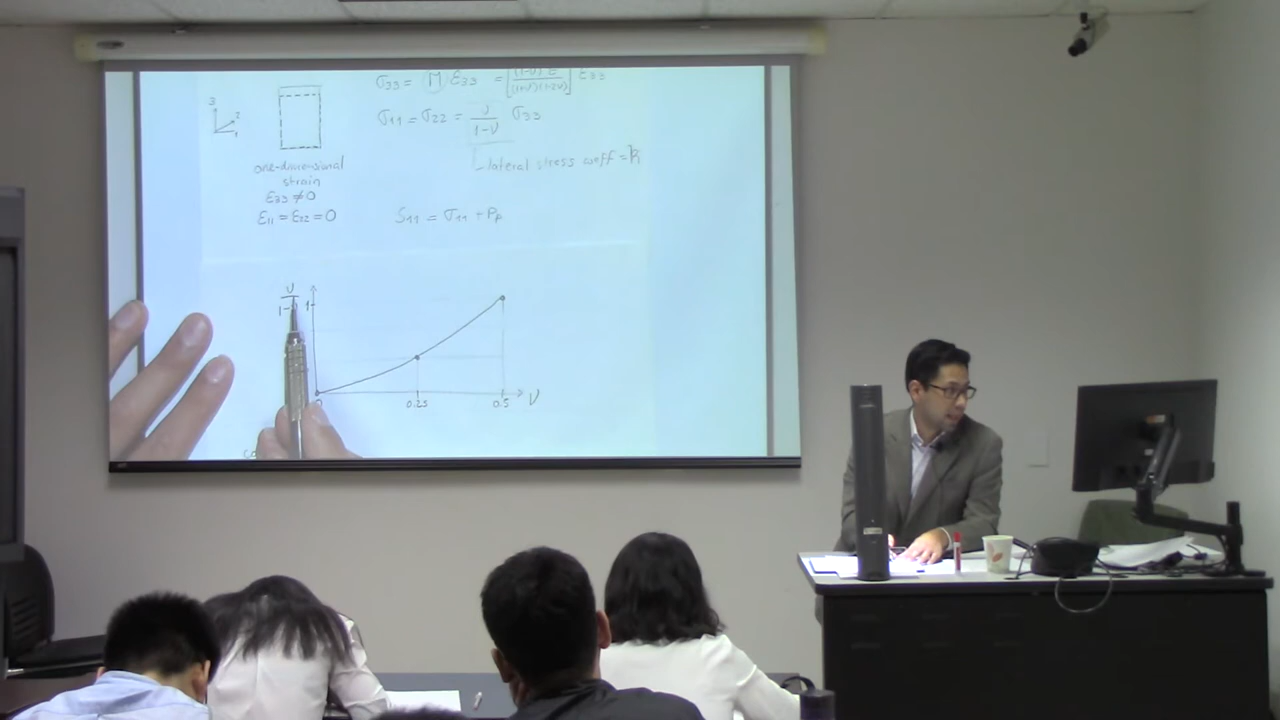 σ33 = M ε33 = [(1-ν) E / (1+ν)(1-2ν)] ε33
3
2
1
σ11 = σ22 = ν/1-ν σ33
lateral stress coeff =
one-dimensional
strain
ε33 ≠ 0
ε11 = ε22 = 0
S11 = σ11 + Pp
ν
1-
1
0.25
0.5
ν